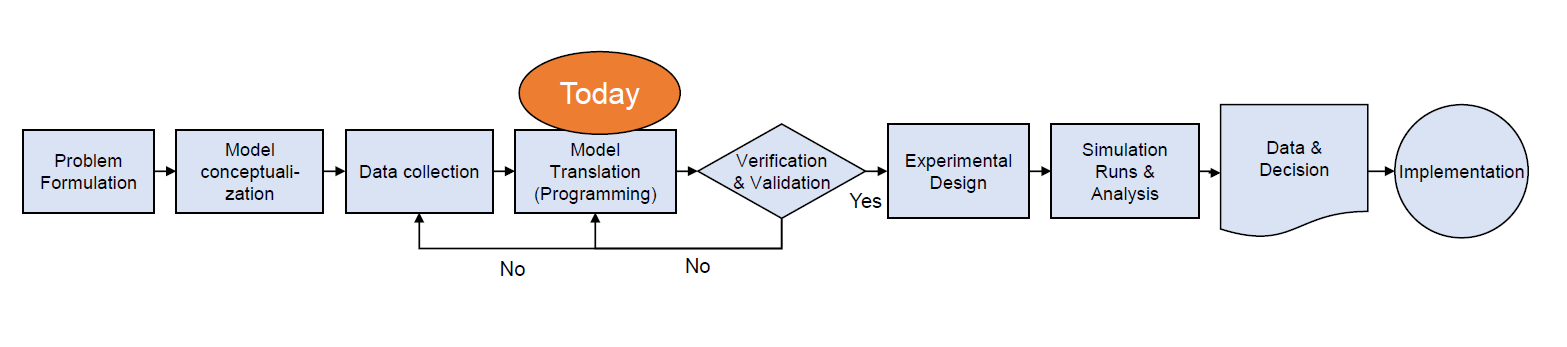 Today
Problem
Formulation
Model
conceptuali-
zation
Data collection
Model
Translation
(Programming)
Verification
& Validation
Yes
Experimental
Design
Simulation
Runs &
Analysis
Data &
Decision
Implementation
No
No